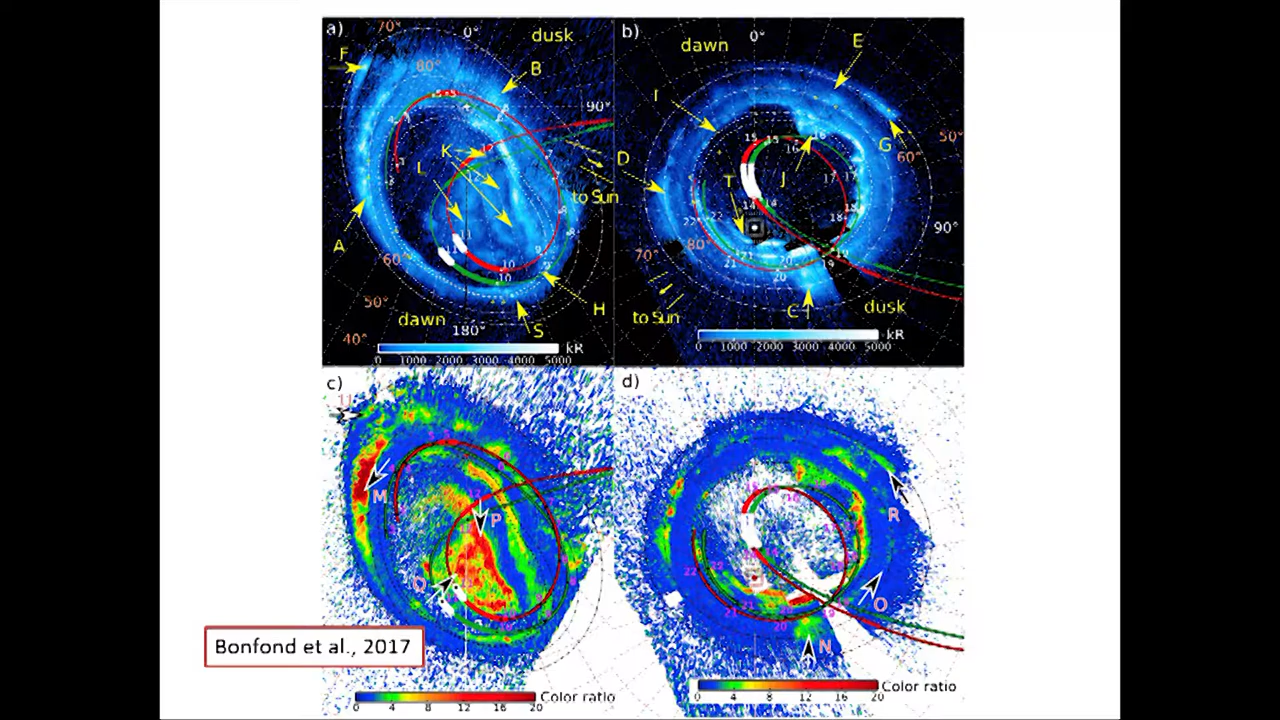 a)
70°
0°
dusk
F
80°
B
90°
K
L
to Sun
A
60°
H
50°
dawn
180°
S
40°
kR
0 1000 2000 3000 4000 5000
b)
dawn
0°
E
I
50°
G
60°
D
J
T
90°
70°
80°
to Sun
C
dusk
kR
0 1000 2000 3000 4000 5000
c)
M
P
Q
Color ratio
0 4 8 12 16 20
d)
R
O
N
Color ratio
0 4 8 12 16 20
Bonfond et al., 2017